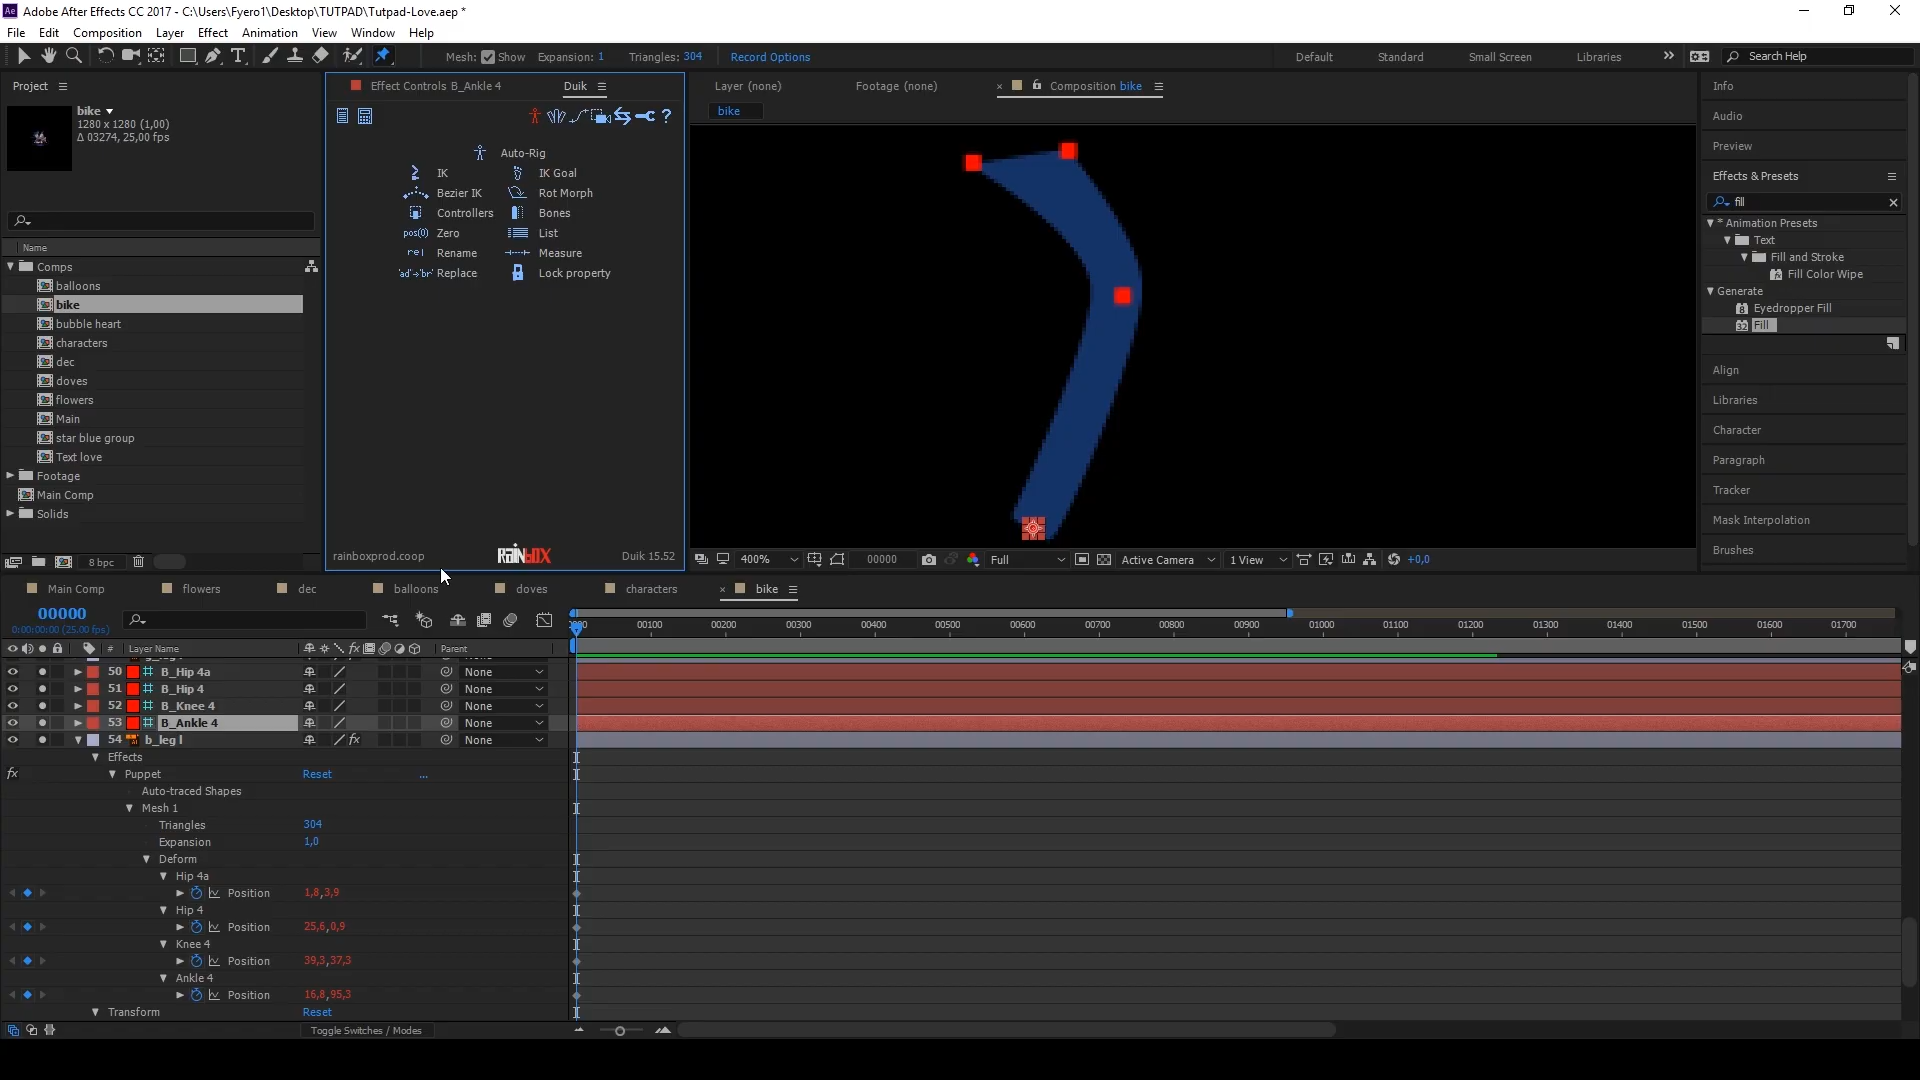 Adobe After Effects CC 2017 - C:\Users\Fyero1\Desktop\TUTPAD\Tutpad-Love.aep *
File Edit Composition Layer Effect Animation View Window Help
Mesh: Show Expansion: 1 Triangles: 304 Record Options Default Standard Small Screen Libraries Search Help
Project
Effect Controls B_Ankle 4 Duik
Layer (none) Footage (none) Composition bike
Info
bike
1280 x 1280 (1,00)
Δ 03274, 25,00 fps
bike
Audio
Preview
Effects & Presets
fill
* Animation Presets
Text
Fill and Stroke
Fill Color Wipe
Generate
Eyedropper Fill
Fill
Align
Libraries
Character
Paragraph
Tracker
Mask Interpolation
Brushes
Auto-Rig
IK IK Goal
Bezier IK Rot Morph
Controllers Bones
pos(0) Zero List
rel Rename Measure
'ad'→'br' Replace Lock property
rainboxprod.coop RAINBOX Duik 15.52
Name
Comps
balloons
bike
bubble heart
characters
dec
doves
flowers
Main
star blue group
Text love
Footage
Main Comp
Solids
8 bpc
400% 00000 Full Active Camera 1 View +0,0
Main Comp flowers dec balloons doves characters bike
00000
0:00:00:00 (25.00 fps)
00100 00200 00300 00400 00500 00600 00700 00800 00900 01000 01100 01200 01300 01400 01500 01600 01700
# Layer Name fx Parent
50 B_Hip 4a None
51 B_Hip 4 None
52 B_Knee 4 None
53 B_Ankle 4 None
54 b_leg l fx None
Effects
fx Puppet Reset ...
Auto-traced Shapes
Mesh 1
Triangles 304
Expansion 1,0
Deform
Hip 4a
Position 1,8,3,9
Hip 4
Position 25,6,0,9
Knee 4
Position 39,3,37,3
Ankle 4
Position 16,8,95,3
Transform Reset
Toggle Switches / Modes